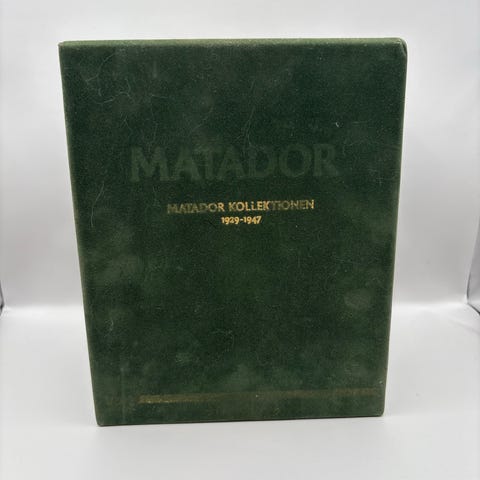 MATADOR
MATADOR KOLLEKTIONEN
1929-1947